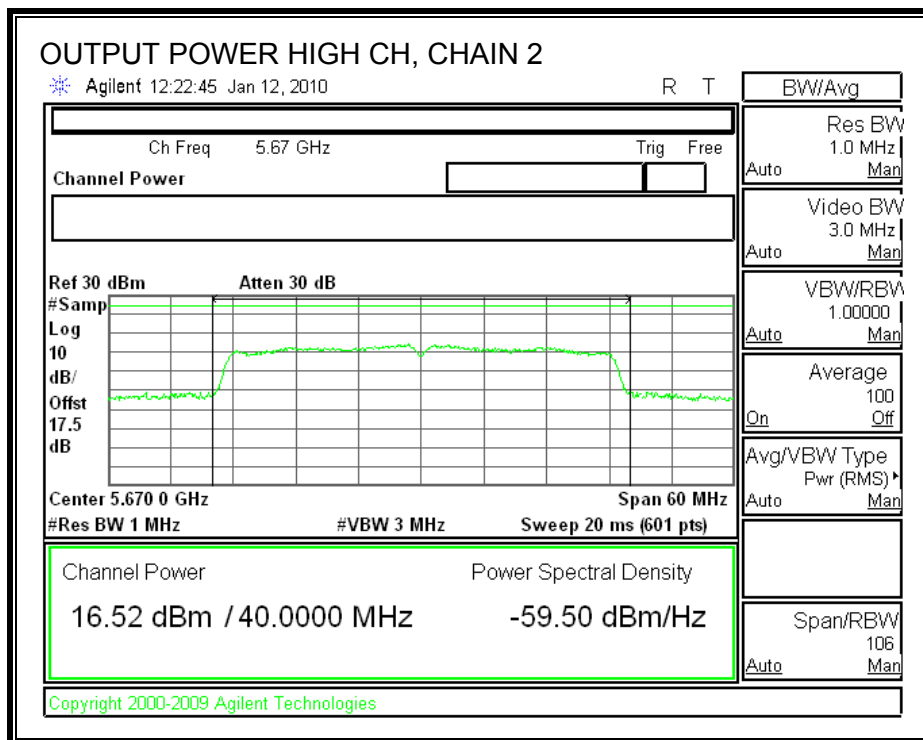 OUTPUT POWER HIGH CH, CHAIN 2
Agilent 12:22:45 Jan 12, 2010 R T
Ch Freq 5.67 GHz Trig Free
Channel Power
Ref 30 dBm Atten 30 dB
#Samp
Log
10
dB/
Offst
17.5
dB
Center 5.670 0 GHz Span 60 MHz
#Res BW 1 MHz #VBW 3 MHz Sweep 20 ms (601 pts)
Channel Power Power Spectral Density
16.52 dBm / 40.0000 MHz -59.50 dBm/Hz
BW/Avg
Res BW
1.0 MHz
Auto Man
Video BW
3.0 MHz
Auto Man
VBW/RBW
1.00000
Auto Man
Average
100
On Off
Avg/VBW Type
Pwr (RMS)
Auto Man
Span/RBW
106
Auto Man
Copyright 2000-2009 Agilent Technologies